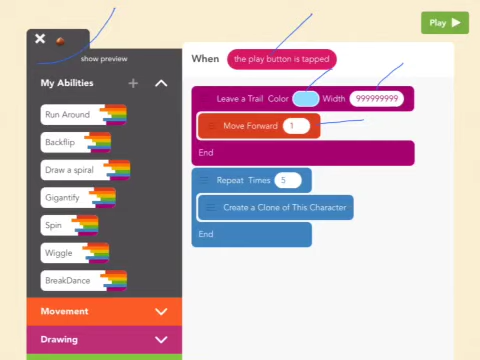 Play
show preview
When the play button is tapped
My Abilities
Leave a Trail Color Width 999999999
Run Around
Move Forward 1
Backflip
End
Draw a spiral
Repeat Times 5
Gigantify
Create a Clone of This Character
Spin
End
Wiggle
BreakDance
Movement
Drawing